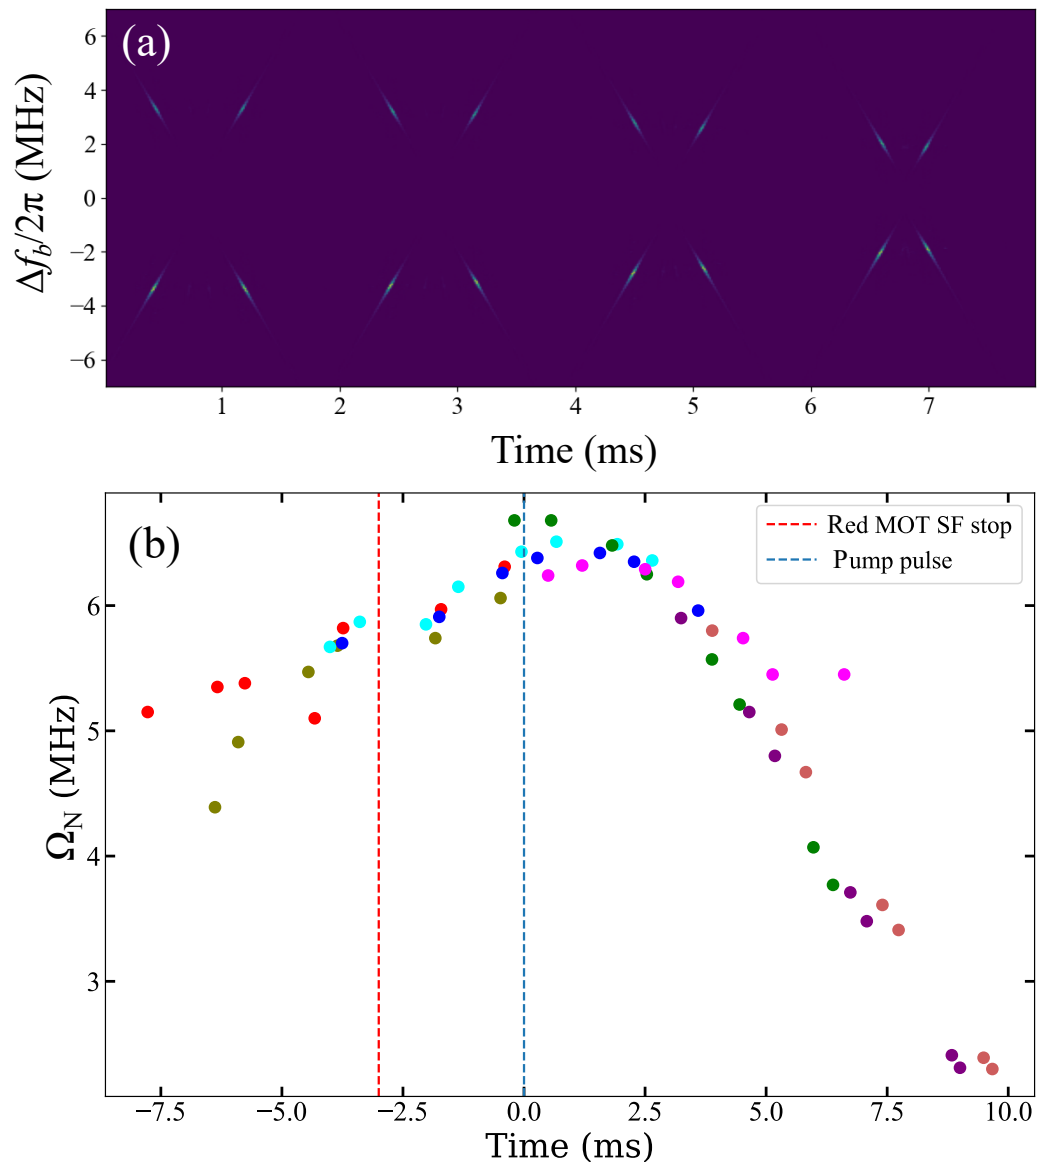 (a)
6
4
2
0
−2
−4
−6
Δf_b/2π (MHz)
1 2 3 4 5 6 7
Time (ms)
(b)
Red MOT SF stop
Pump pulse
6
5
4
3
Ω_N (MHz)
−7.5 −5.0 −2.5 0.0 2.5 5.0 7.5 10.0
Time (ms)